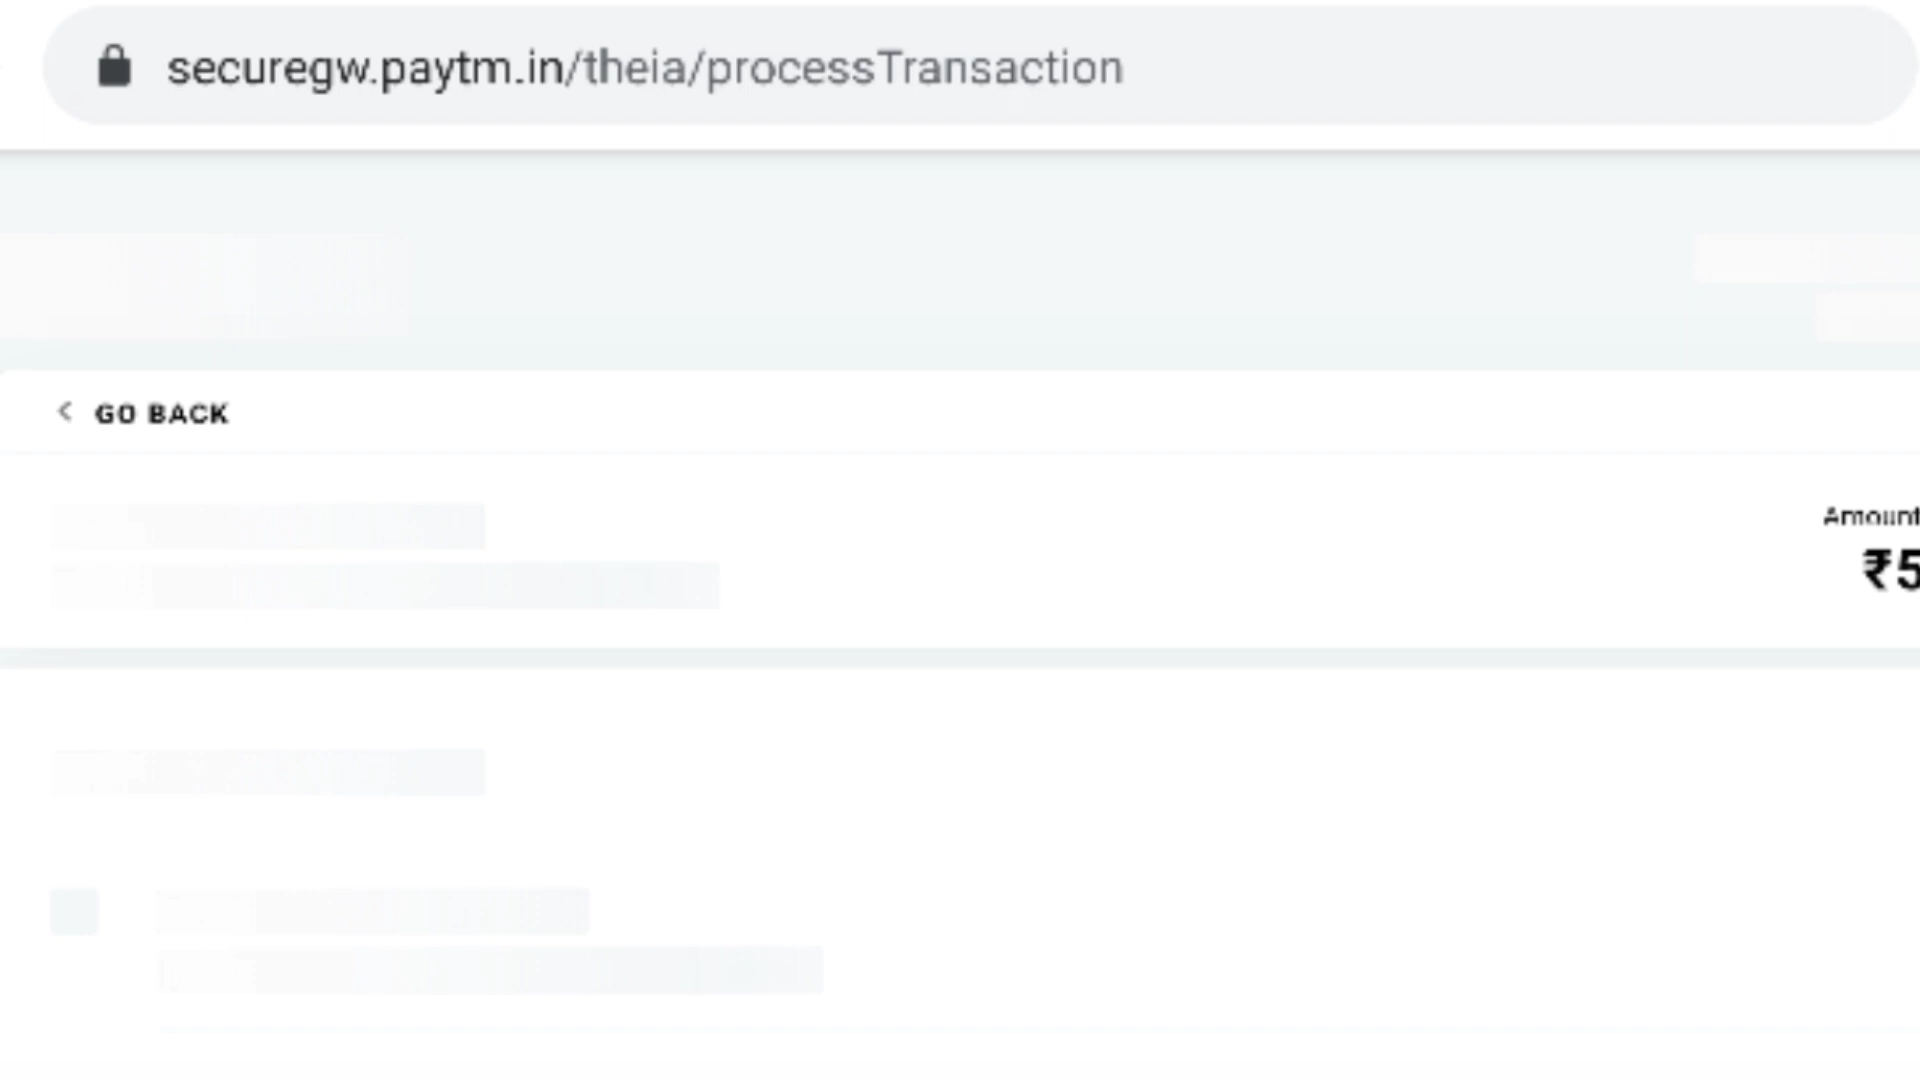 securegw.paytm.in/theia/processTransaction
GO BACK
Amount
₹5